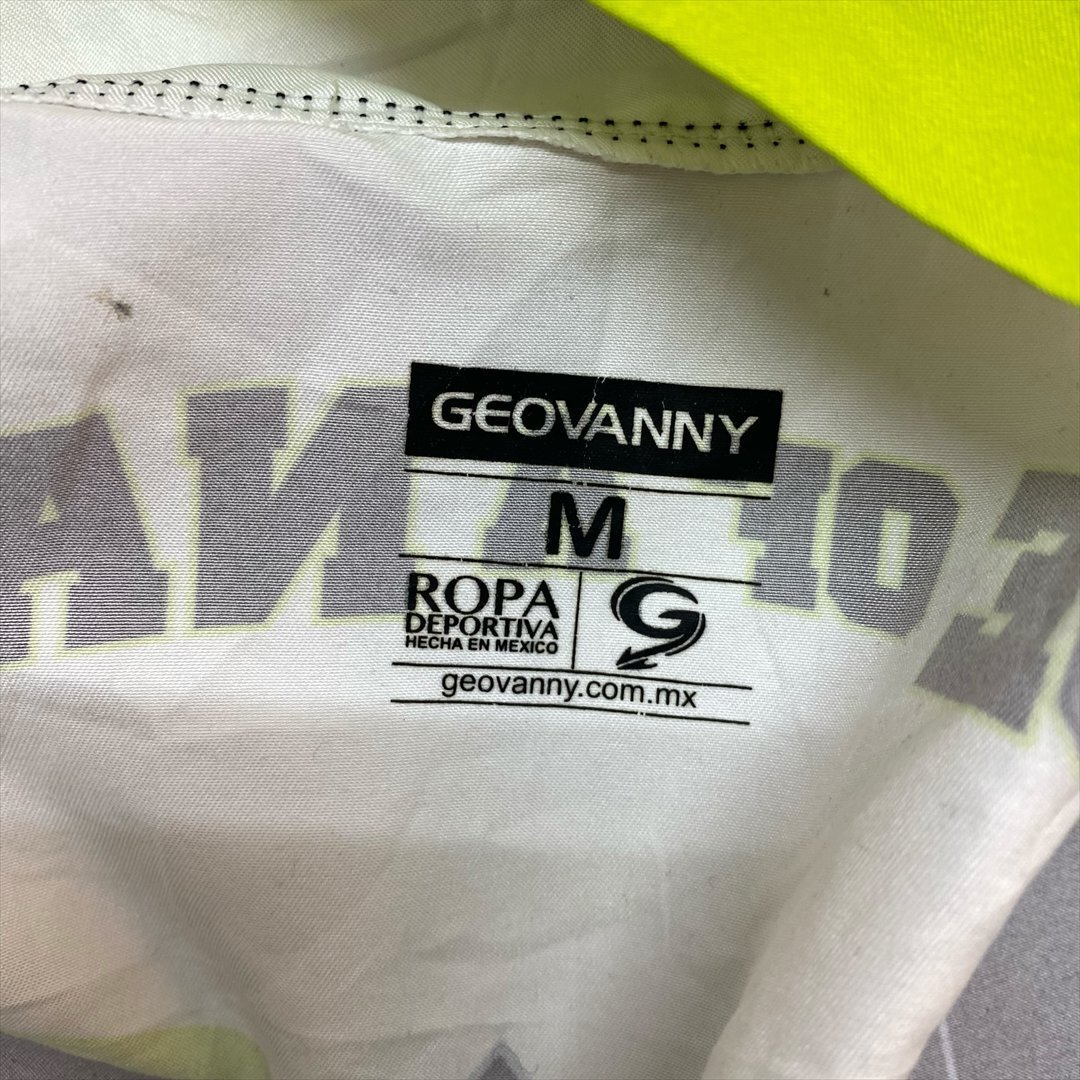 GEOVANNY
M
ROPA
DEPORTIVA
HECHA EN MEXICO
G
geovanny.com.mx